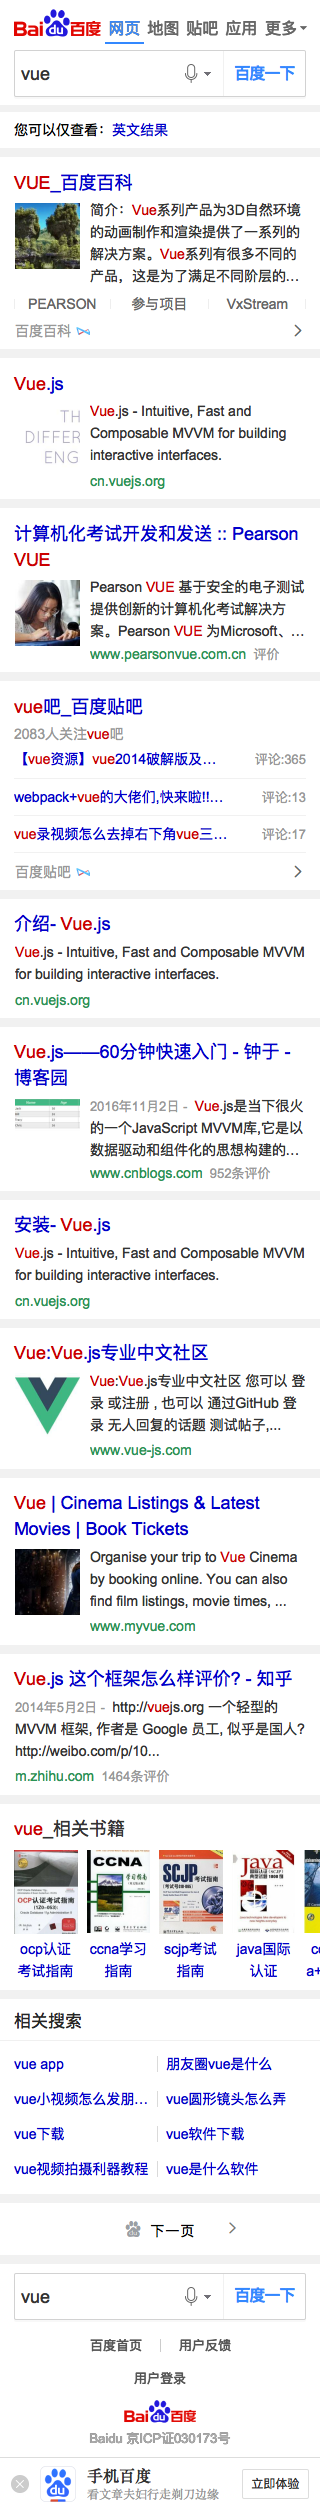 Bai du 百度 网页 地图 贴吧 应用 更多
vue 百度一下
您可以仅查看: 英文结果
VUE_百度百科
简介: Vue系列产品为3D自然环境
的动画制作和渲染提供了一系列的
解决方案。Vue系列有很多不同的
产品，这是为了满足不同阶层的...
PEARSON 参与项目 VxStream
百度百科
Vue.js
TH
DIFFER
ENG
Vue.js - Intuitive, Fast and
Composable MVVM for building
interactive interfaces.
cn.vuejs.org
计算机化考试开发和发送 :: Pearson
VUE
Pearson VUE 基于安全的电子测试
提供创新的计算机化考试解决方
案。Pearson VUE 为Microsoft、...
www.pearsonvue.com.cn 评价
vue吧_百度贴吧
2083人关注vue吧
【vue资源】vue2014破解版及... 评论:365
webpack+vue的大佬们,快来啦!!... 评论:13
vue录视频怎么去掉右下角vue三... 评论:17
百度贴吧
介绍- Vue.js
Vue.js - Intuitive, Fast and Composable MVVM
for building interactive interfaces.
cn.vuejs.org
Vue.js——60分钟快速入门 - 钟于 -
博客园
2016年11月2日 - Vue.js是当下很火
的一个JavaScript MVVM库,它是以
数据驱动和组件化的思想构建的...
www.cnblogs.com 952条评价
安装- Vue.js
Vue.js - Intuitive, Fast and Composable MVVM
for building interactive interfaces.
cn.vuejs.org
Vue:Vue.js专业中文社区
Vue:Vue.js专业中文社区 您可以 登
录 或注册 , 也可以 通过GitHub 登
录 无人回复的话题 测试帖子,...
www.vue-js.com
Vue | Cinema Listings & Latest
Movies | Book Tickets
Organise your trip to Vue Cinema
by booking online. You can also
find film listings, movie times, ...
www.myvue.com
Vue.js 这个框架怎么样评价? - 知乎
2014年5月2日 - http://vuejs.org 一个轻型的
MVVM 框架, 作者是 Google 员工, 似乎是国人?
http://weibo.com/p/10...
m.zhihu.com 1464条评价
vue_相关书籍
OCP认证考试指南 CCNA 学习指南 SCJP 考试指南 java
ocp认证 ccna学习 scjp考试 java国际 cc
考试指南 指南 指南 认证 a+
相关搜索
vue app 朋友圈vue是什么
vue小视频怎么发朋... vue圆形镜头怎么弄
vue下载 vue软件下载
vue视频拍摄利器教程 vue是什么软件
下一页
vue 百度一下
百度首页 用户反馈
用户登录
Bai du 百度
Baidu 京ICP证030173号
手机百度 立即体验
看文章夫妇行走剃刀边缘